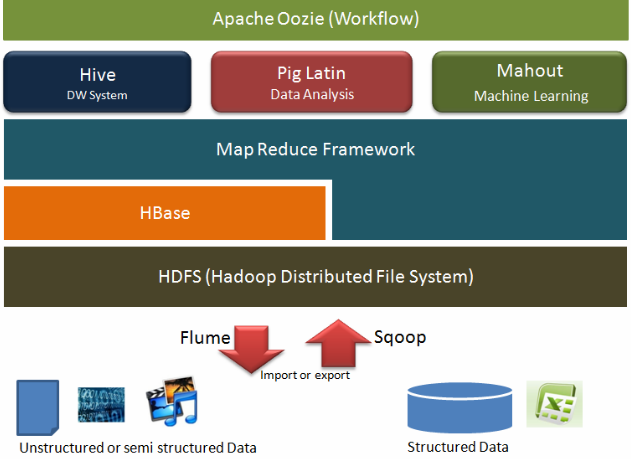 Apache Oozie (Workflow)
Hive
DW System
Pig Latin
Data Analysis
Mahout
Machine Learning
Map Reduce Framework
HBase
HDFS (Hadoop Distributed File System)
Flume
Sqoop
Import or export
Unstructured or semi structured Data
Structured Data